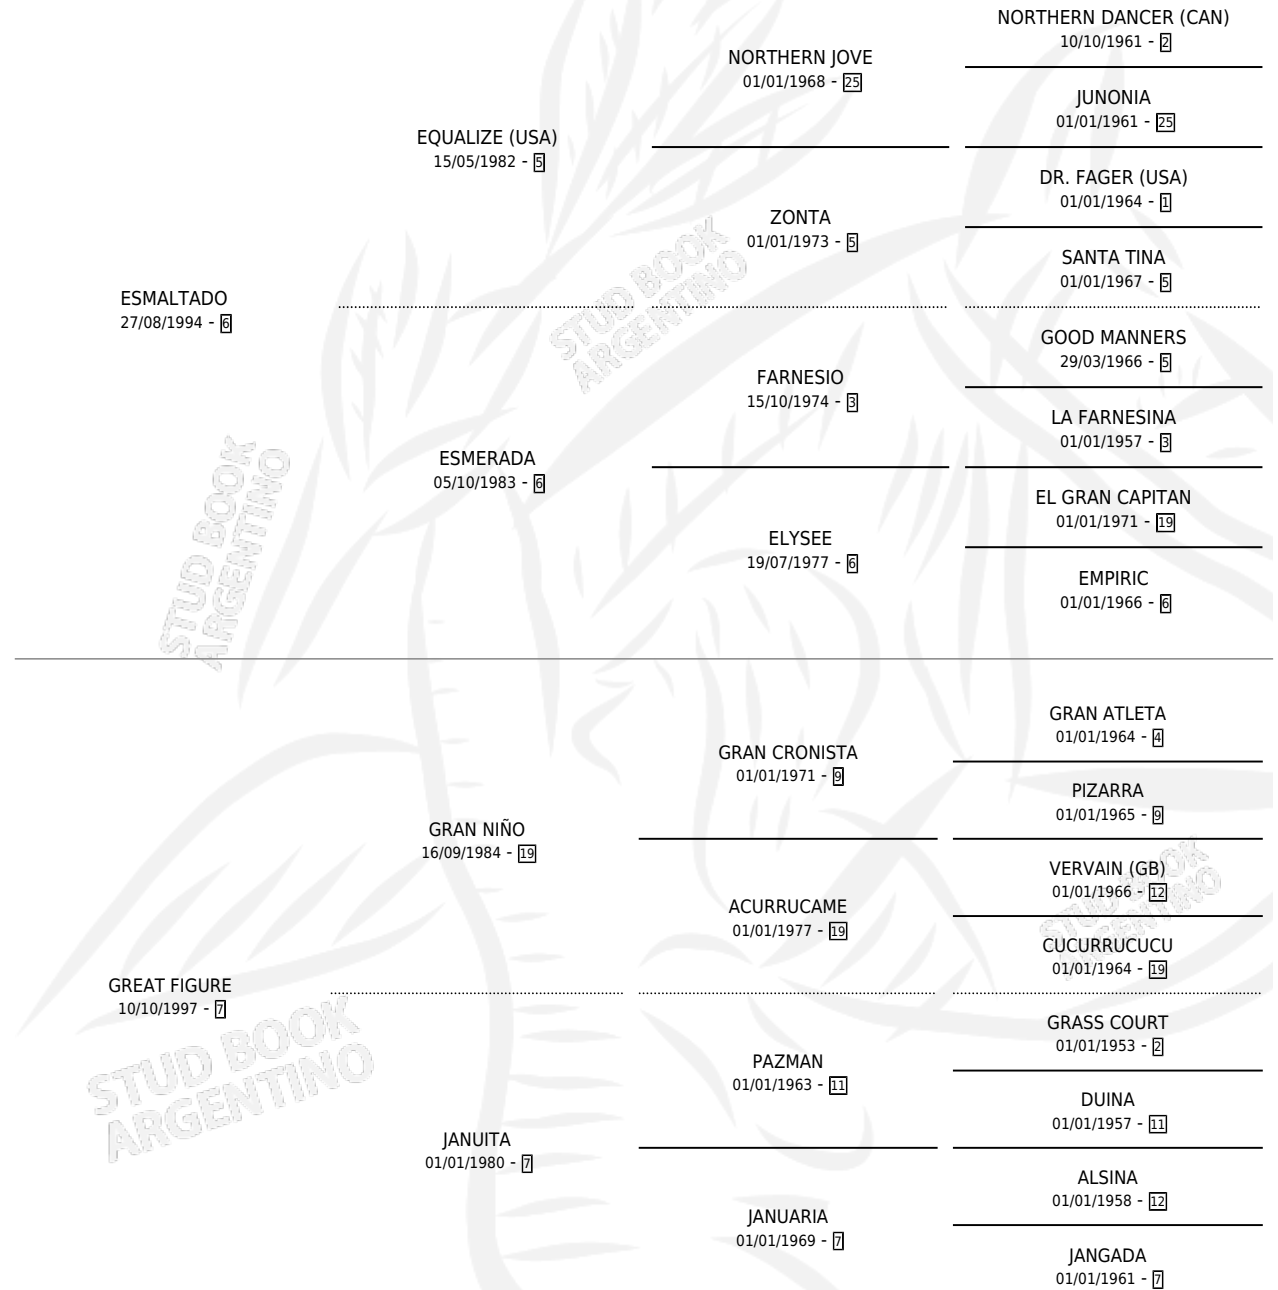 NORTHERN DANCER (CAN)
10/10/1961 - 2
NORTHERN JOVE
01/01/1968 - 25
JUNONIA
01/01/1961 - 25
EQUALIZE (USA)
15/05/1982 - 5
DR. FAGER (USA)
01/01/1964 - 1
ZONTA
01/01/1973 - 5
SANTA TINA
01/01/1967 - 5
ESMALTADO
27/08/1994 - 6
STUD BOOK
ARGENTINO
GOOD MANNERS
29/03/1966 - 5
FARNESIO
15/10/1974 - 3
LA FARNESINA
01/01/1957 - 3
ESMERADA
05/10/1983 - 6
EL GRAN CAPITAN
01/01/1971 - 19
ELYSEE
19/07/1977 - 6
EMPIRIC
01/01/1966 - 6
STUD BOOK
ARGENTINO
GRAN ATLETA
01/01/1964 - 4
GRAN CRONISTA
01/01/1971 - 9
PIZARRA
01/01/1965 - 9
GRAN NIÑO
16/09/1984 - 19
VERVAIN (GB)
01/01/1966 - 12
ACURRUCAME
01/01/1977 - 19
STUD BOOK
ARGENTINO
CUCURRUCUCU
01/01/1964 - 19
GREAT FIGURE
10/10/1997 - 7
GRASS COURT
01/01/1953 - 2
STUD BOOK
ARGENTINO
PAZMAN
01/01/1963 - 11
DUINA
01/01/1957 - 11
JANUITA
01/01/1980 - 7
ALSINA
01/01/1958 - 12
JANUARIA
01/01/1969 - 7
JANGADA
01/01/1961 - 7